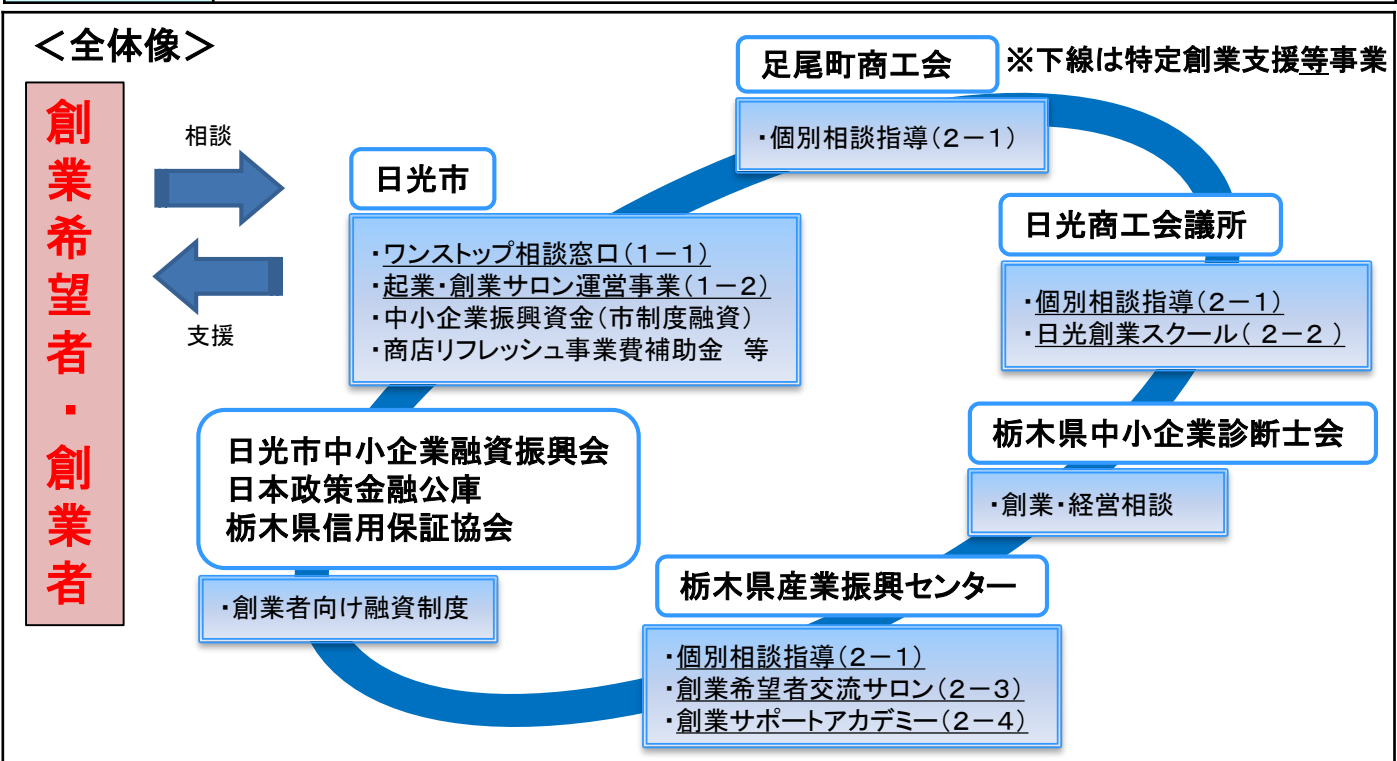 <全体像>
創業希望者・創業者
相談
支援
足尾町商工会
※下線は特定創業支援等事業
・個別相談指導(2-1)
日光市
・ワンストップ相談窓口(1-1)
・起業・創業サロン運営事業(1-2)
・中小企業振興資金(市制度融資)
・商店リフレッシュ事業費補助金 等
日光商工会議所
・個別相談指導(2-1)
・日光創業スクール( 2-2 )
栃木県中小企業診断士会
・創業・経営相談
日光市中小企業融資振興会
日本政策金融公庫
栃木県信用保証協会
・創業者向け融資制度
栃木県産業振興センター
・個別相談指導(2-1)
・創業希望者交流サロン(2-3)
・創業サポートアカデミー(2-4)